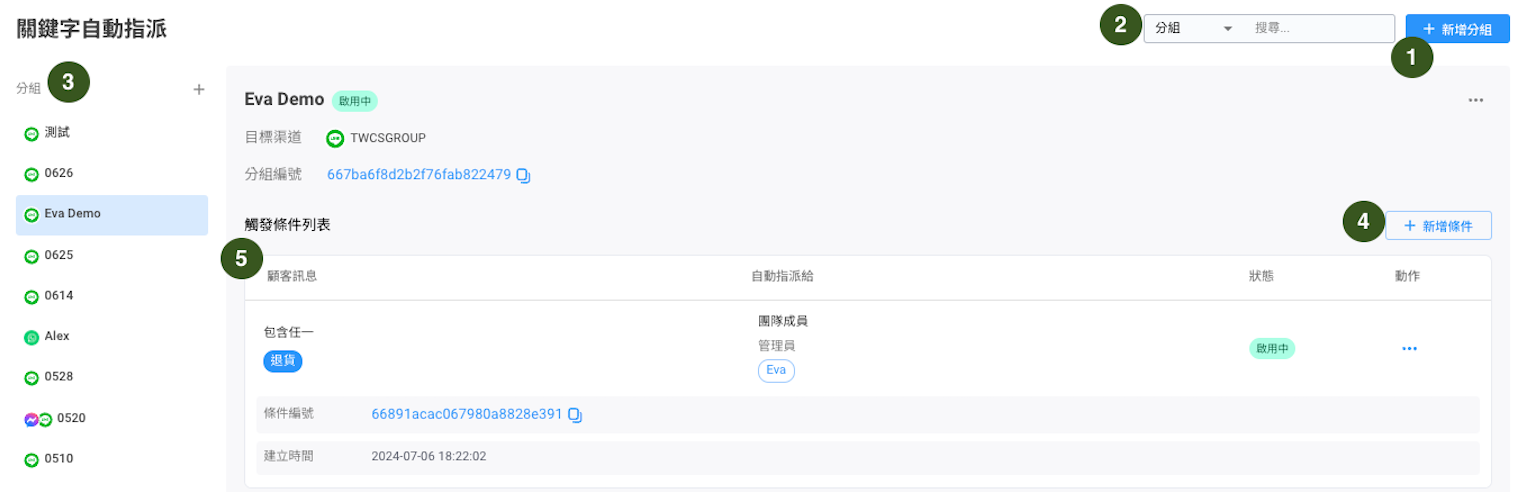 關鍵字自動指派
2
分組
搜尋...
+ 新增分組
1
分組
3
+
測試
0626
Eva Demo
0625
0614
Alex
0528
0520
0510
Eva Demo
啟用中
目標渠道
TWCSGROUP
分組編號
667ba6f8d2b2f76fab822479
觸發條件列表
4
+ 新增條件
5
顧客訊息
自動指派給
狀態
動作
包含任一
退貨
團隊成員
管理員
Eva
啟用中
條件編號
66891acac067980a8828e391
建立時間
2024-07-06 18:22:02